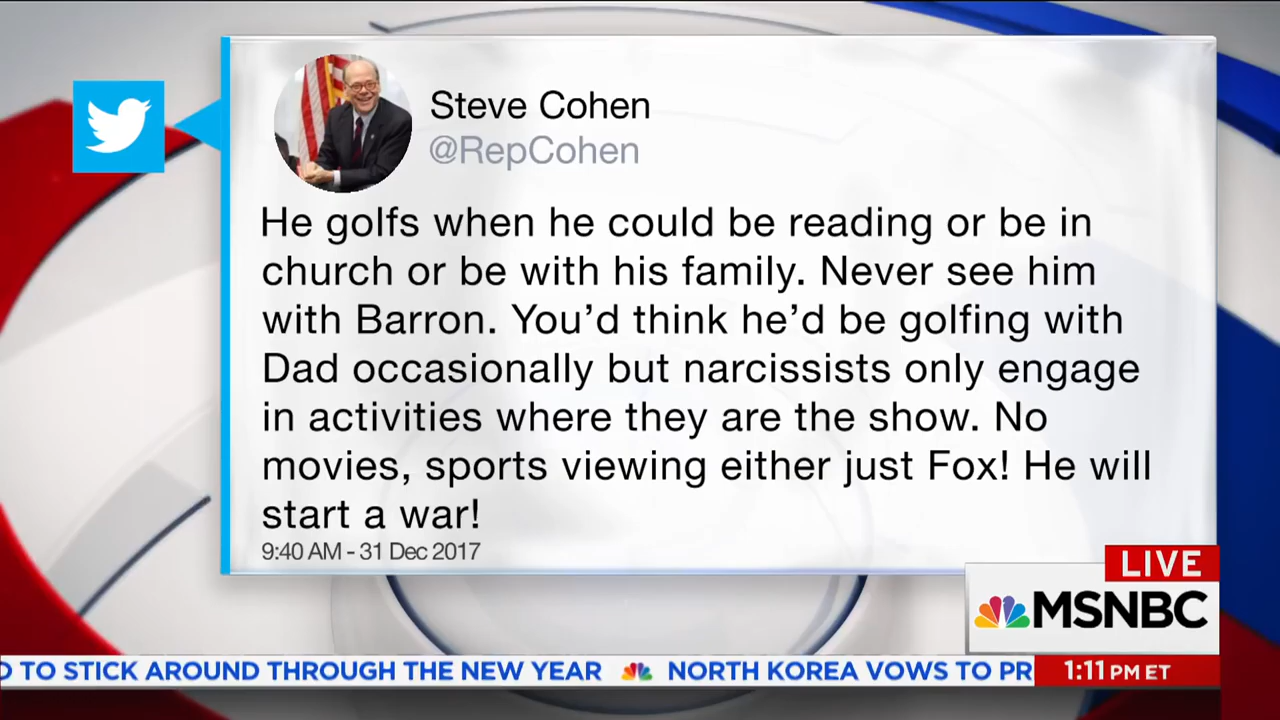 Steve Cohen
@RepCohen
He golfs when he could be reading or be in
church or be with his family. Never see him
with Barron. You'd think he'd be golfing with
Dad occasionally but narcissists only engage
in activities where they are the show. No
movies, sports viewing either just Fox! He will
start a war!
9:40 AM - 31 Dec 2017
LIVE
MSNBC
TO STICK AROUND THROUGH THE NEW YEAR NORTH KOREA VOWS TO PR
1:11 PM ET